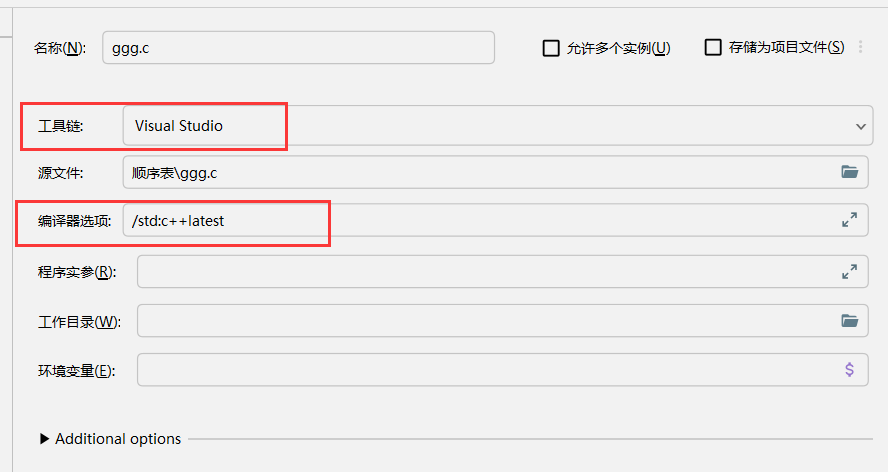 名称(N): ggg.c 允许多个实例(U) 存储为项目文件(S)
工具链: Visual Studio
源文件: 顺序表\ggg.c
编译器选项: /std:c++latest
程序实参(R):
工作目录(W):
环境变量(E): $
Additional options